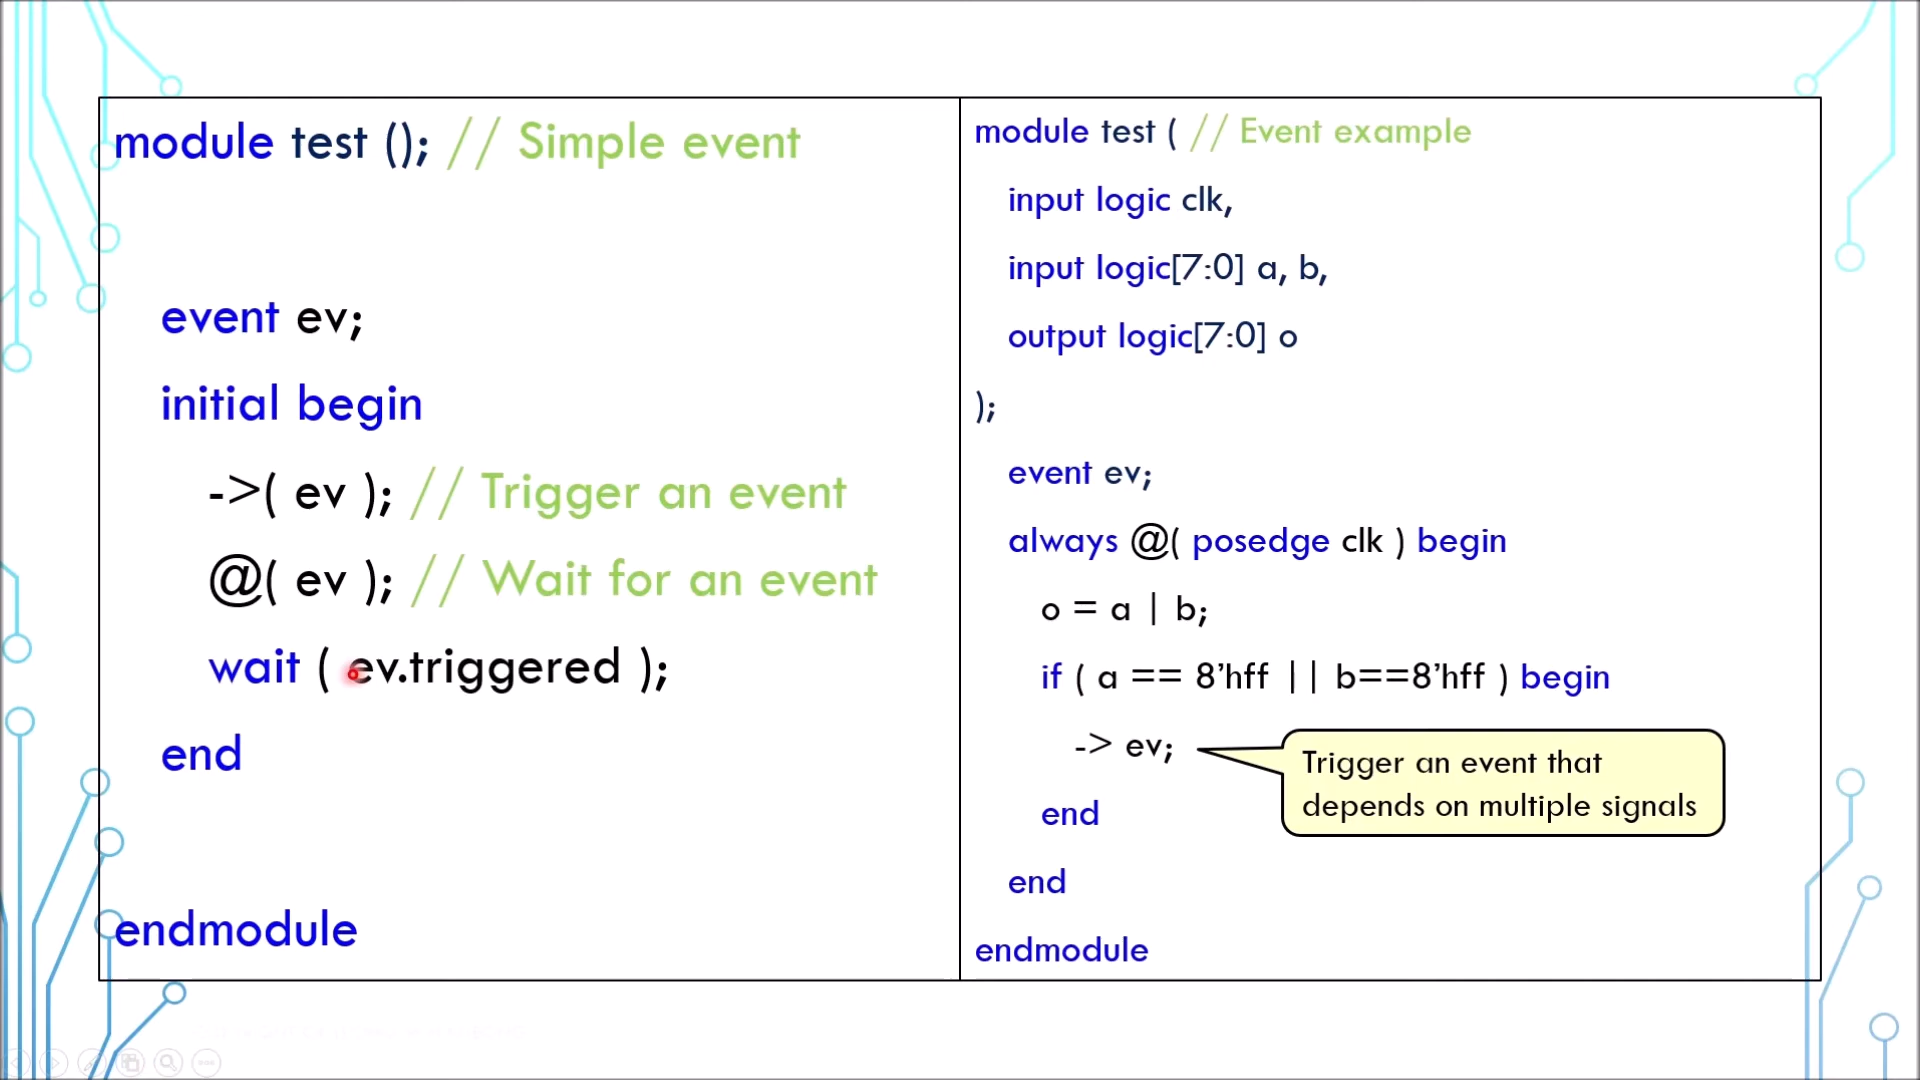 module test (); // Simple event
event ev;
initial begin
->( ev ); // Trigger an event
@( ev ); // Wait for an event
wait ( ev.triggered );
end
endmodule
module test ( // Event example
input logic clk,
input logic[7:0] a, b,
output logic[7:0] o
);
event ev;
always @( posedge clk ) begin
o = a | b;
if ( a == 8’hff || b==8’hff ) begin
-> ev;
Trigger an event that
depends on multiple signals
end
end
endmodule